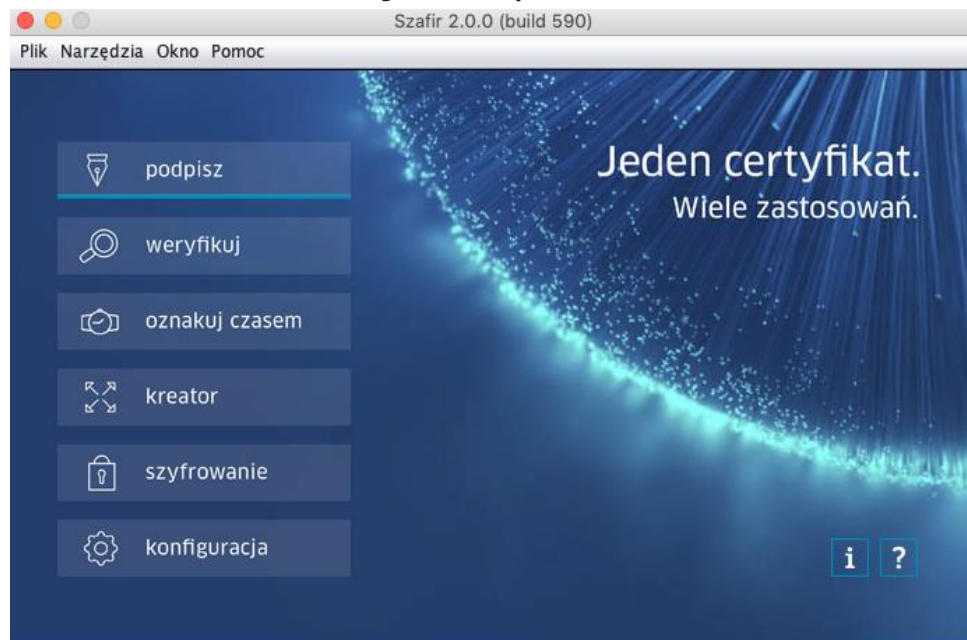 Szafir 2.0.0 (build 590)
Plik Narzędzia Okno Pomoc
podpisz
weryfikuj
oznakuj czasem
kreator
szyfrowanie
konfiguracja
Jeden certyfikat.
Wiele zastosowań.
i ?